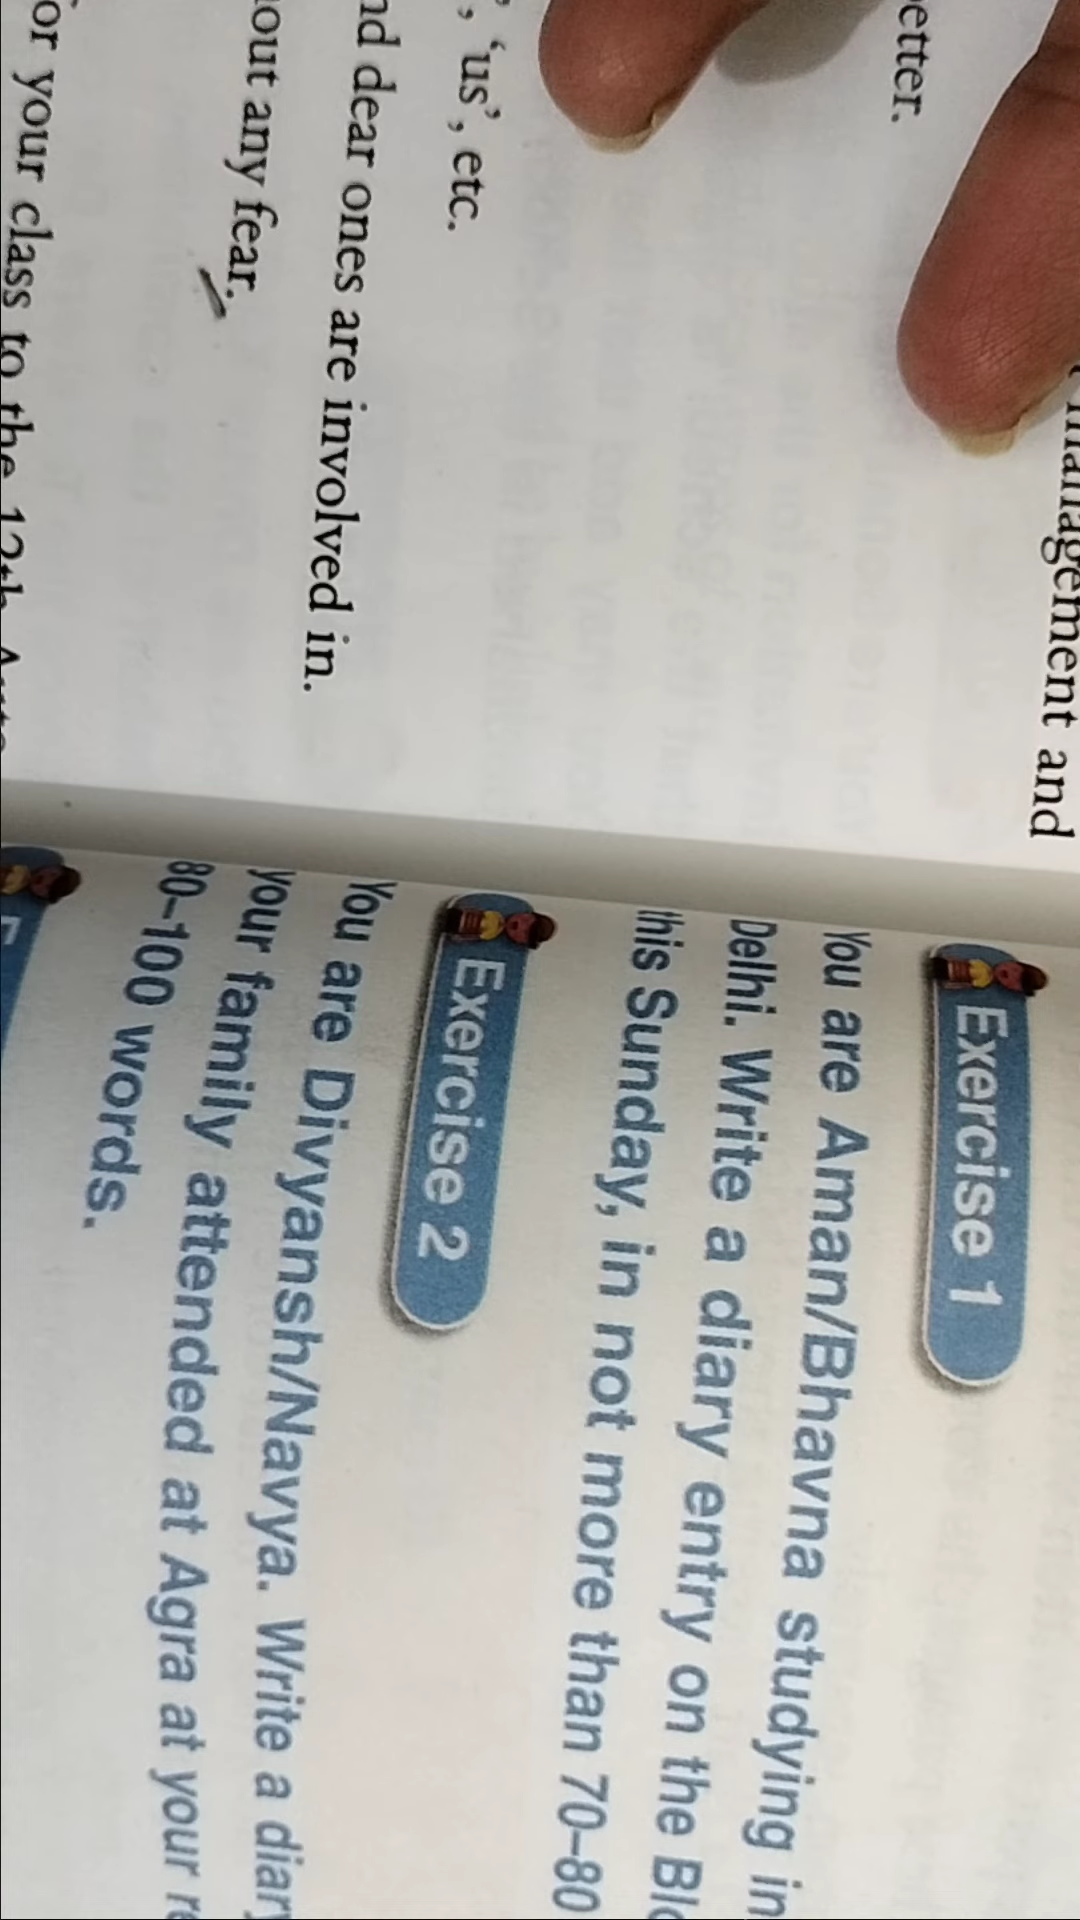 management and
etter.
’, ‘us’, etc.
nd dear ones are involved in.
out any fear.
or your class to the 12th
Exercise 1
You are Aman/Bhavna studying in
Delhi. Write a diary entry on the
this Sunday, in not more than 70–80
Exercise 2
You are Divyansh/Navya. Write a diary
your family attended at Agra at your
80–100 words.